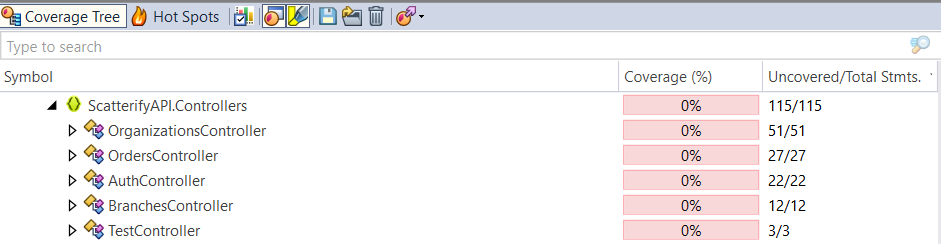 Coverage Tree Hot Spots
Type to search
Symbol Coverage (%) Uncovered/Total Stmts.
ScatterifyAPI.Controllers 0% 115/115
OrganizationsController 0% 51/51
OrdersController 0% 27/27
AuthController 0% 22/22
BranchesController 0% 12/12
TestController 0% 3/3